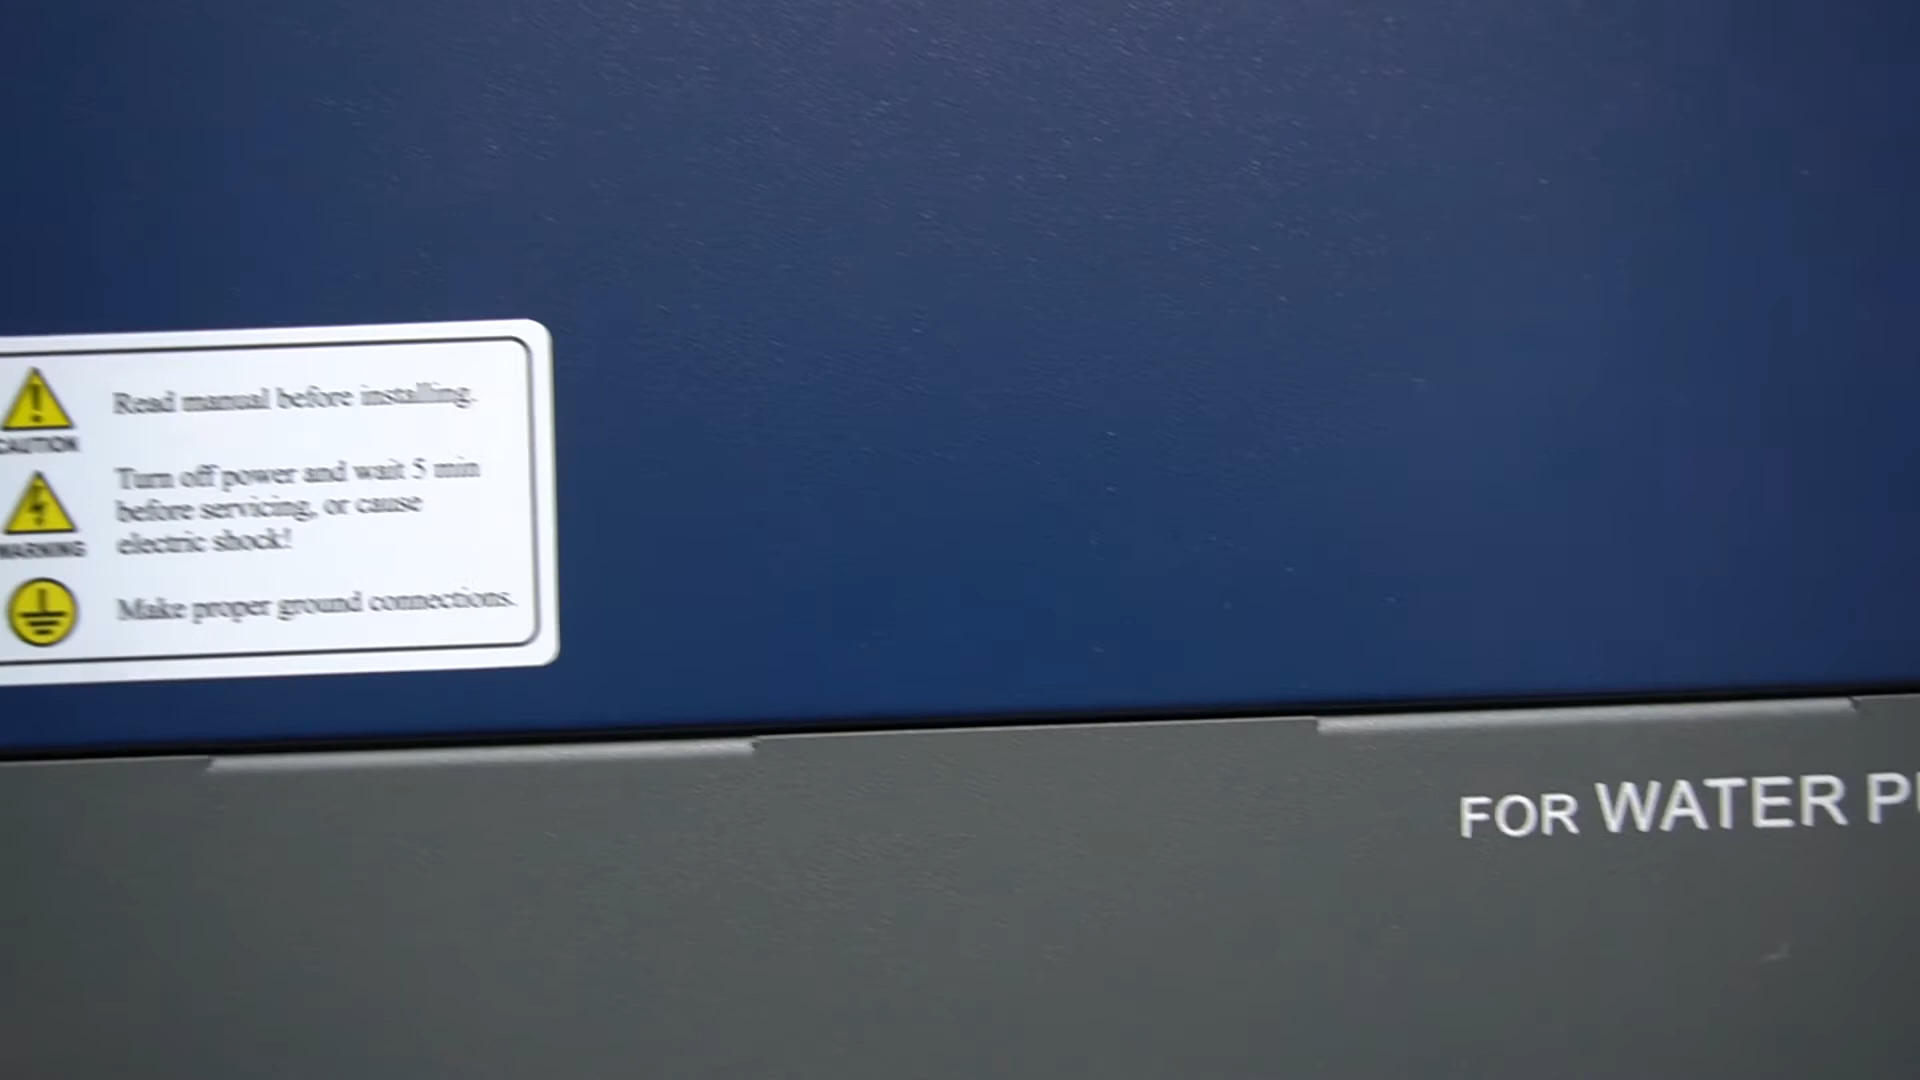 Read manual before installing.
CAUTION
Turn off power and wait 5 min
before servicing, or cause
electric shock!
WARNING
Make proper ground connections.
FOR WATER